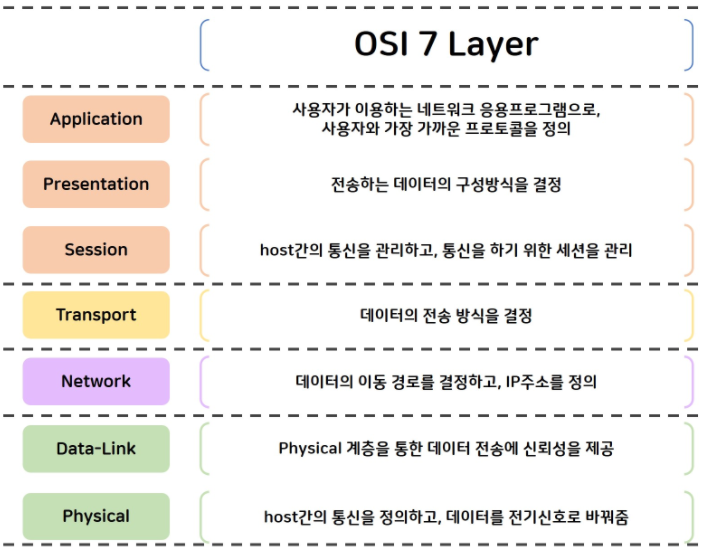 OSI 7 Layer
Application
사용자가 이용하는 네트워크 응용프로그램으로,
사용자와 가장 가까운 프로토콜을 정의
Presentation
전송하는 데이터의 구성방식을 결정
Session
host간의 통신을 관리하고, 통신을 하기 위한 세션을 관리
Transport
데이터의 전송 방식을 결정
Network
데이터의 이동 경로를 결정하고, IP주소를 정의
Data-Link
Physical 계층을 통한 데이터 전송에 신뢰성을 제공
Physical
host간의 통신을 정의하고, 데이터를 전기신호로 바꿔줌